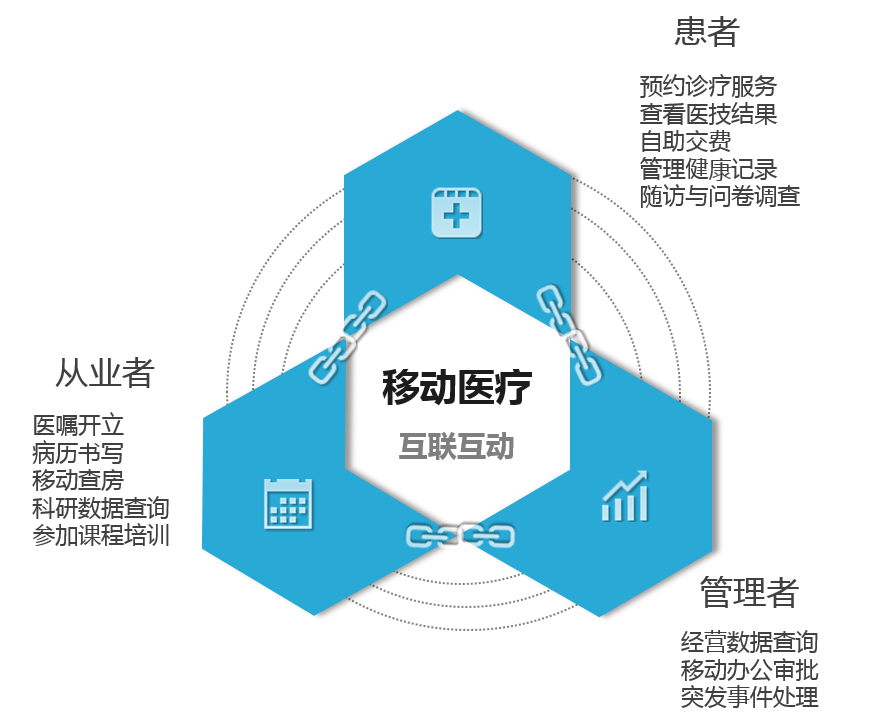 患者
预约诊疗服务
查看医技结果
自助交费
管理健康记录
随访与问卷调查
移动医疗
互联互动
从业者
医嘱开立
病历书写
移动查房
科研数据查询
参加课程培训
管理者
经营数据查询
移动办公审批
突发事件处理